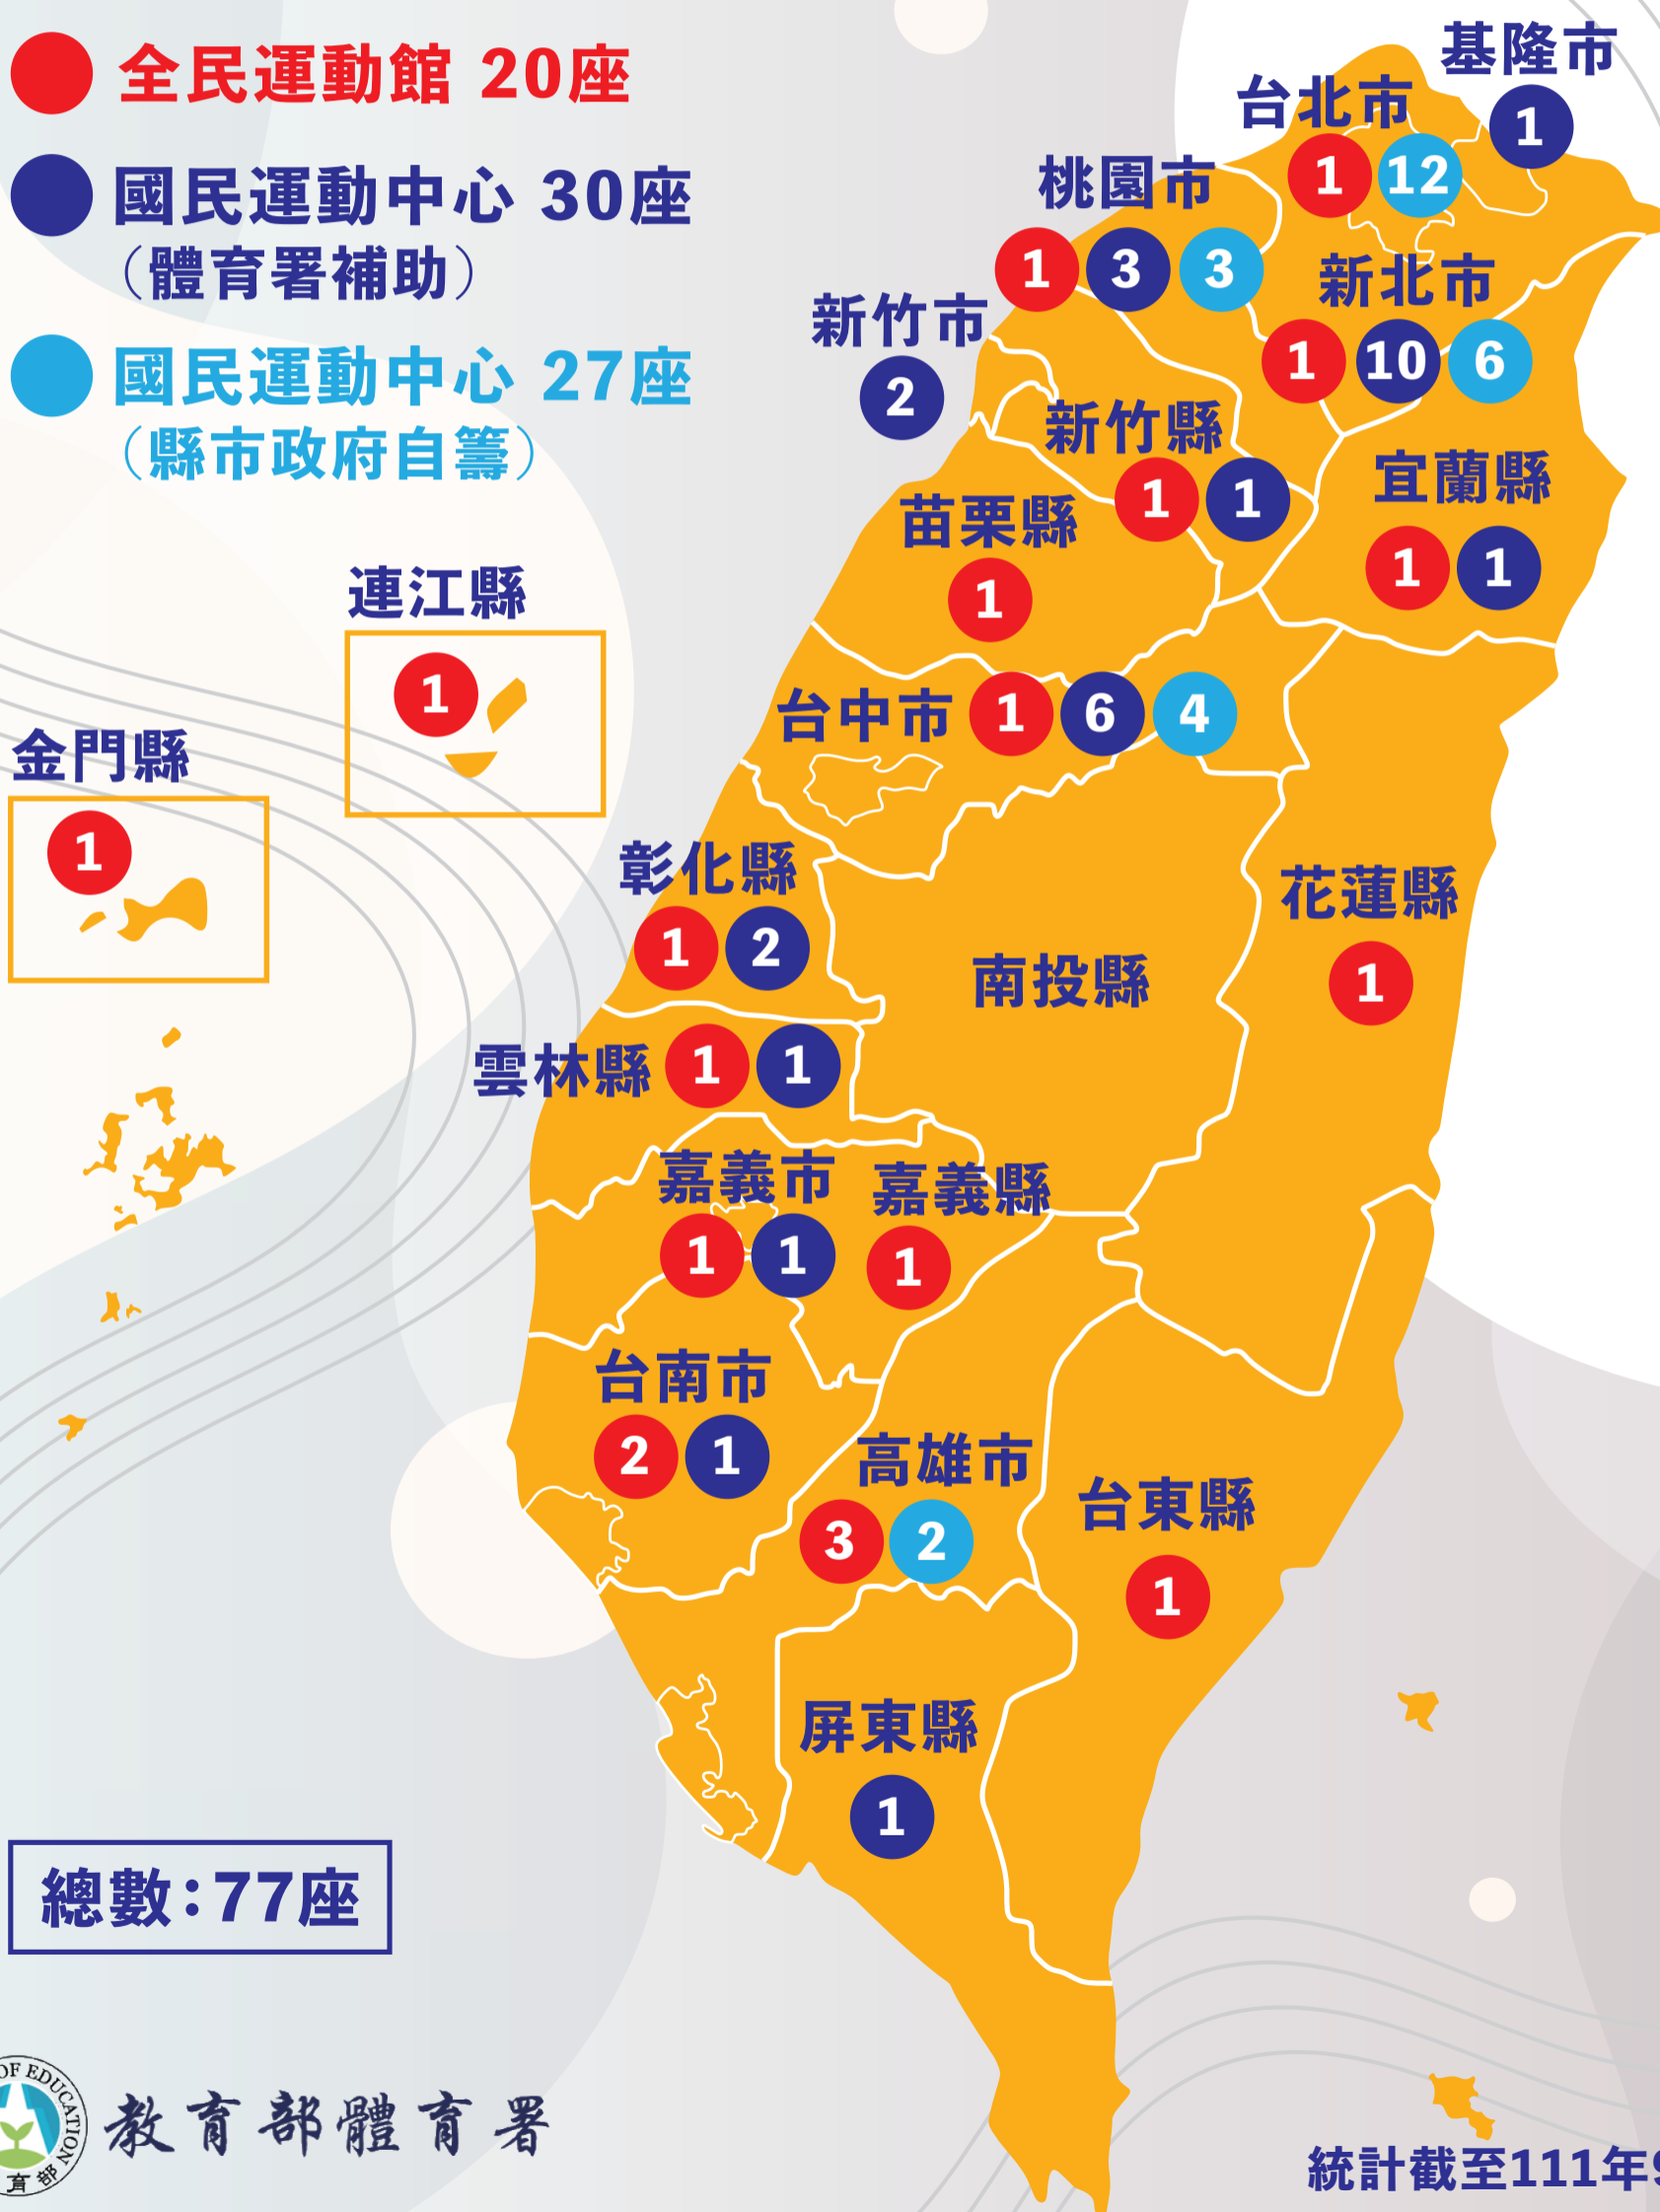 全民運動館 20座
國民運動中心 30座
（體育署補助）
國民運動中心 27座
（縣市政府自籌）
基隆市
1
台北市
1 12
桃園市
1 3 3
新北市
1 10 6
新竹市
2
新竹縣
1 1
宜蘭縣
1 1
苗栗縣
1
連江縣
1
台中市 1 6 4
金門縣
1
彰化縣
1 2
花蓮縣
1
南投縣
雲林縣 1 1
嘉義市
1 1
嘉義縣
1
台南市
2 1
高雄市
3 2
台東縣
1
屏東縣
1
總數：77座
OF EDUCATION
育部
教育部體育署
統計截至111年9